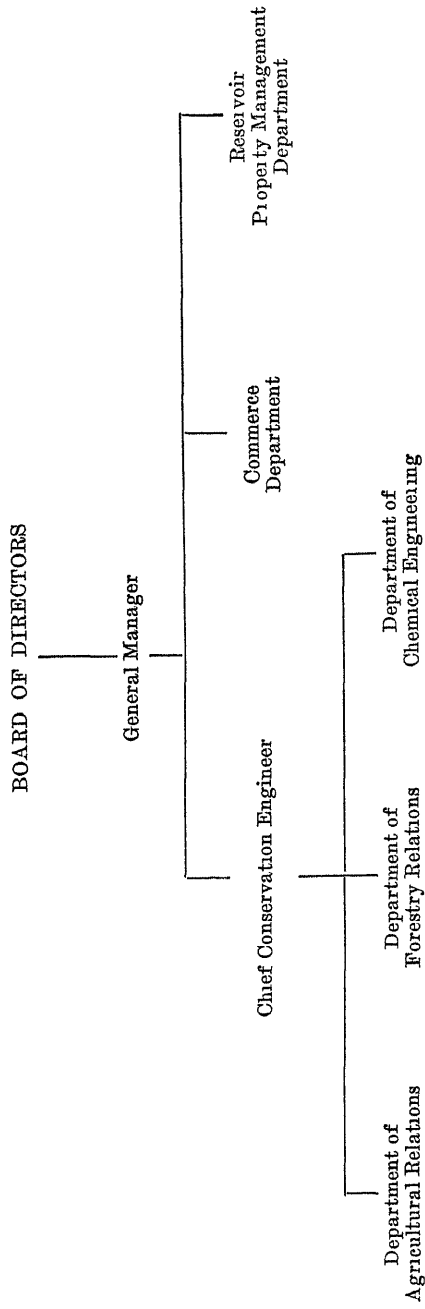 BOARD OF DIRECTORS
General Manager
Chief Conservation Engineer
Commerce
Department
Reservoir
Property Management
Department
Department of
Agricultural Relations
Department of
Forestry Relations
Department of
Chemical Engineering